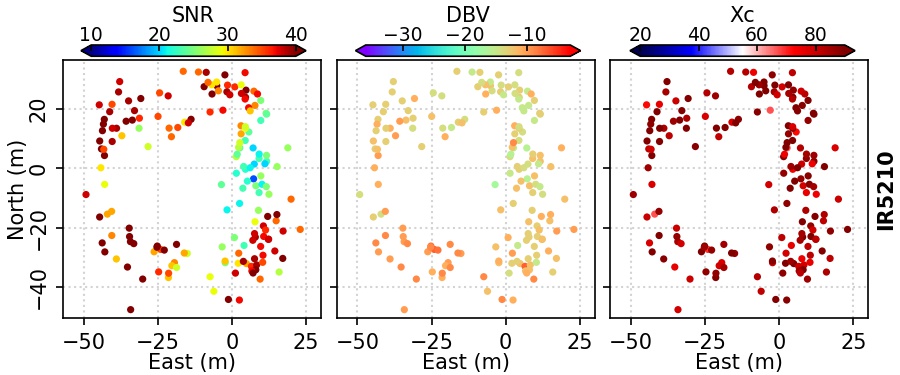 SNR DBV Xc
10 20 30 40 −30 −20 −10 20 40 60 80
North (m)
20
0
−20
−40
IR5210
−50 −25 0 25 −50 −25 0 25 −50 −25 0 25
East (m) East (m) East (m)